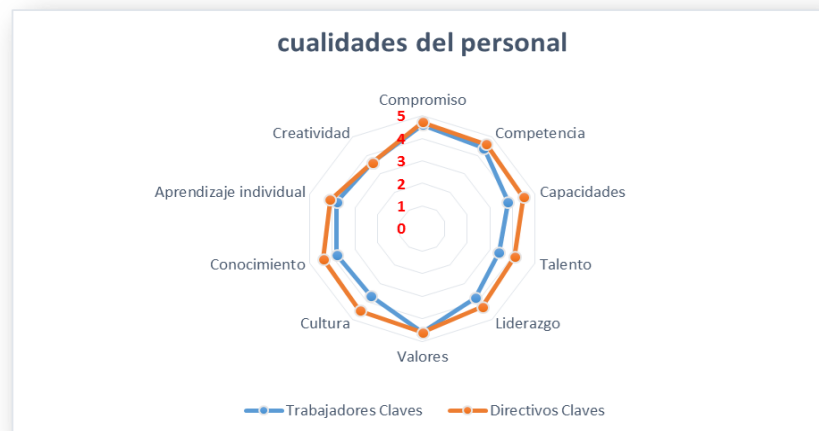 cualidades del personal
Compromiso
Competencia
Capacidades
Talento
Liderazgo
Valores
Cultura
Conocimiento
Aprendizaje individual
Creatividad
5
4
3
2
1
0
Trabajadores Claves
Directivos Claves